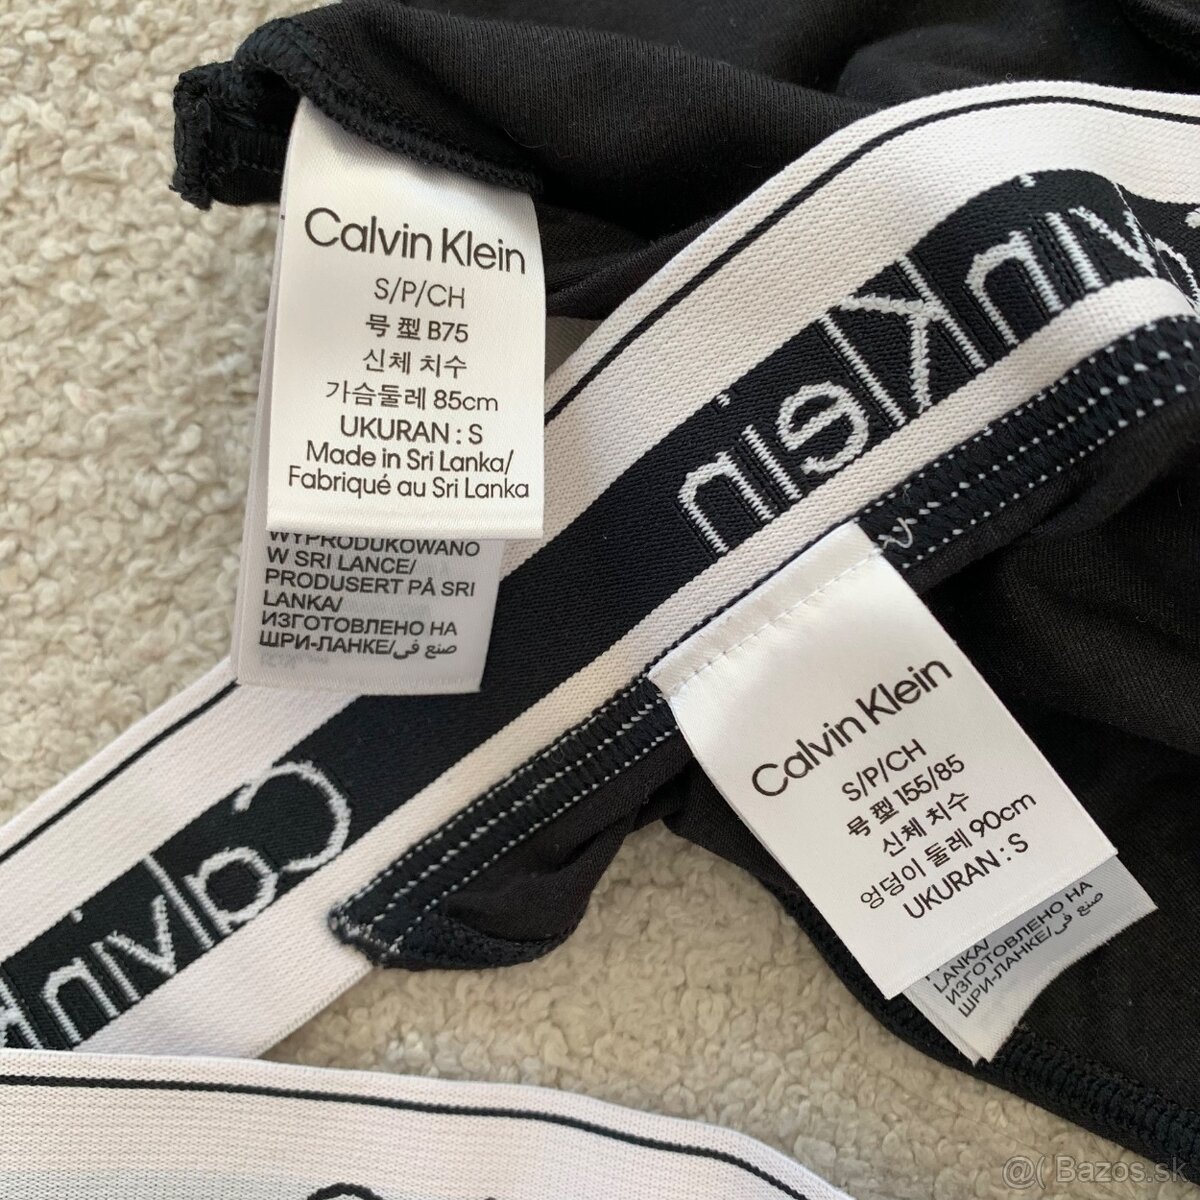 Calvin Klein
S/P/CH
号型 B75
신체 치수
가슴둘레 85cm
UKURAN : S
Made in Sri Lanka/
Fabriqué au Sri Lanka
WYPRODUKOWANO
W SRI LANCE/
PRODUSERT PÅ SRI
LANKA/
ИЗГОТОВЛЕНО НА
ШРИ-ЛАНКЕ/صنع في
Calvin Klein
Calvin
Calvin Klein
S/P/CH
号型 155/85
신체 치수
엉덩이 둘레 90cm
UKURAN : S
LANKA/
ИЗГОТОВЛЕНО НА
ШРИ-ЛАНКЕ/صنع في
@( Bazos.sk